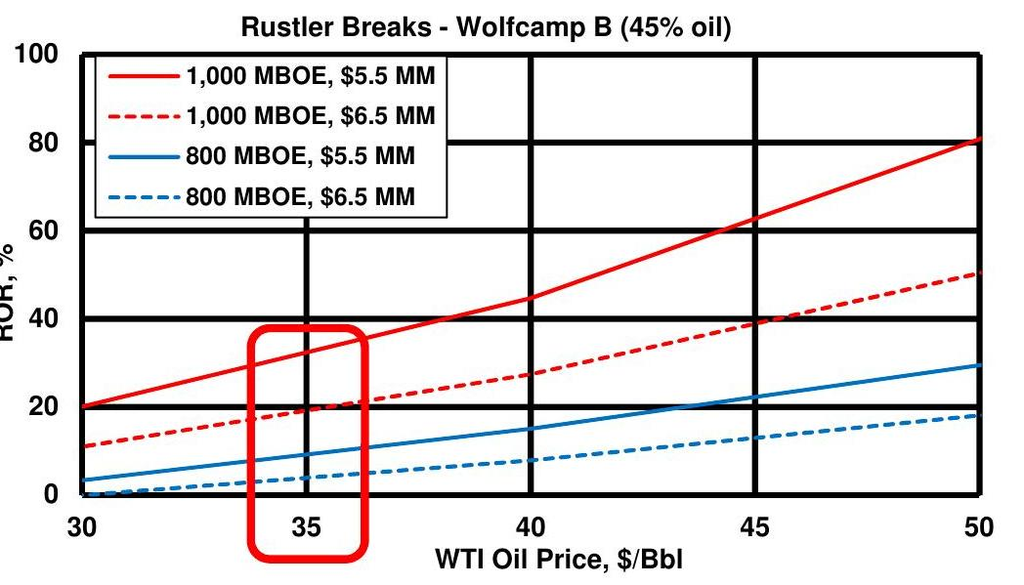 Rustler Breaks - Wolfcamp B (45% oil)
100
80
60
40
20
0
ROR, %
1,000 MBOE, $5.5 MM
1,000 MBOE, $6.5 MM
800 MBOE, $5.5 MM
800 MBOE, $6.5 MM
30 35 40 45 50
WTI Oil Price, $/Bbl